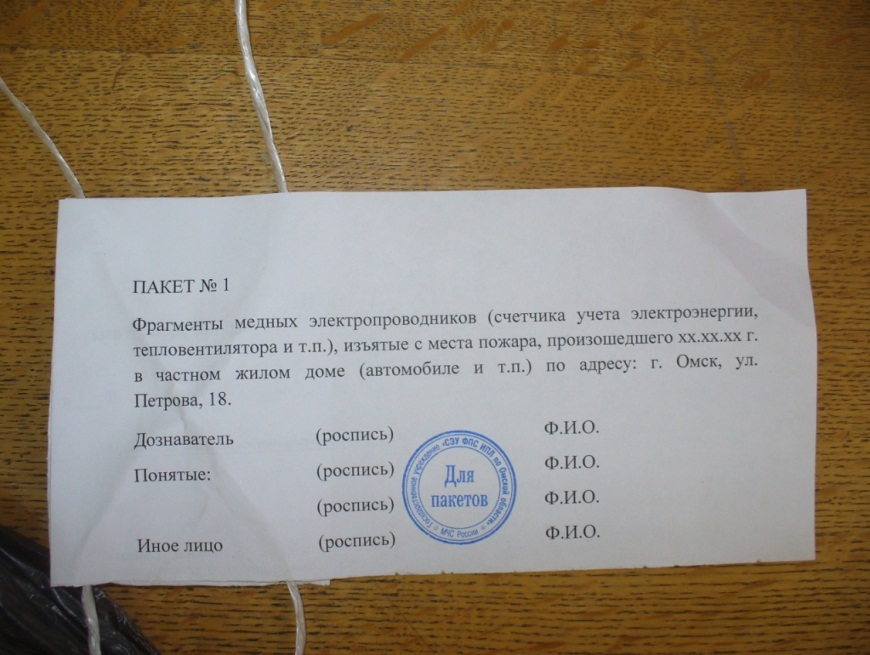 ПАКЕТ № 1
Фрагменты медных электропроводников (счетчика учета электроэнергии,
тепловентилятора и т.п.), изъятые с места пожара, произошедшего хх.хх.хх г.
в частном жилом доме (автомобиле и т.п.) по адресу: г. Омск, ул.
Петрова, 18.
Дознаватель (роспись) Ф.И.О.
Понятые: (роспись) Ф.И.О.
(роспись) Ф.И.О.
Иное лицо (роспись) Ф.И.О.
Государственное учреждение «СЭУ ФПС ИПЛ по Омской области»
МЧС России
Для
пакетов